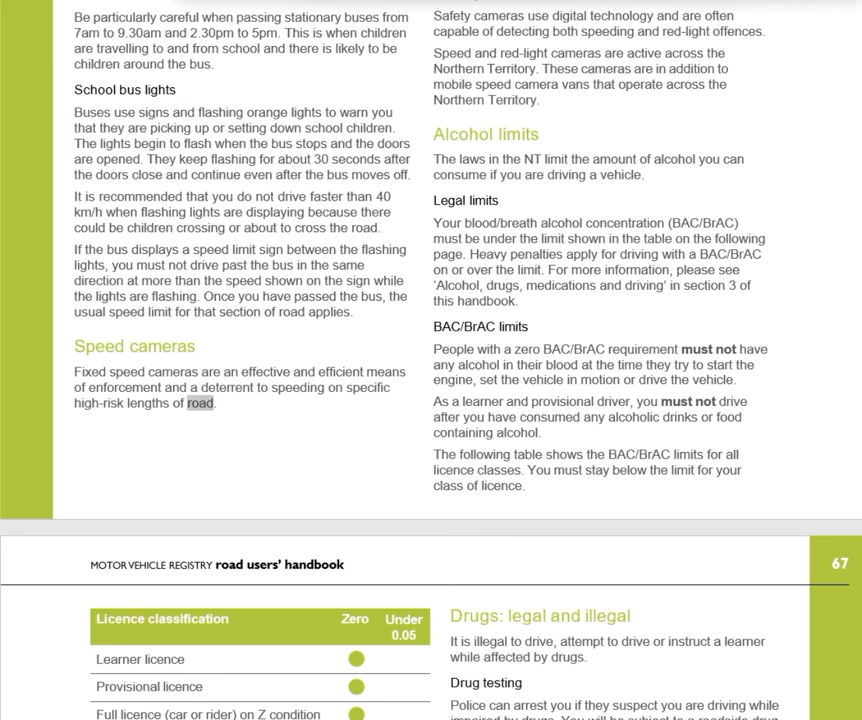 Be particularly careful when passing stationary buses from
7am to 9.30am and 2.30pm to 5pm. This is when children
are travelling to and from school and there is likely to be
children around the bus.
School bus lights
Buses use signs and flashing orange lights to warn you
that they are picking up or setting down school children.
The lights begin to flash when the bus stops and the doors
are opened. They keep flashing for about 30 seconds after
the doors close and continue even after the bus moves off.
It is recommended that you do not drive faster than 40
km/h when flashing lights are displaying because there
could be children crossing or about to cross the road.
If the bus displays a speed limit sign between the flashing
lights, you must not drive past the bus in the same
direction at more than the speed shown on the sign while
the lights are flashing. Once you have passed the bus, the
usual speed limit for that section of road applies.
Speed cameras
Fixed speed cameras are an effective and efficient means
of enforcement and a deterrent to speeding on specific
high-risk lengths of road.
Safety cameras use digital technology and are often
capable of detecting both speeding and red-light offences.
Speed and red-light cameras are active across the
Northern Territory. These cameras are in addition to
mobile speed camera vans that operate across the
Northern Territory.
Alcohol limits
The laws in the NT limit the amount of alcohol you can
consume if you are driving a vehicle.
Legal limits
Your blood/breath alcohol concentration (BAC/BrAC)
must be under the limit shown in the table on the following
page. Heavy penalties apply for driving with a BAC/BrAC
on or over the limit. For more information, please see
‘Alcohol, drugs, medications and driving’ in section 3 of
this handbook.
BAC/BrAC limits
People with a zero BAC/BrAC requirement must not have
any alcohol in their blood at the time they try to start the
engine, set the vehicle in motion or drive the vehicle.
As a learner and provisional driver, you must not drive
after you have consumed any alcoholic drinks or food
containing alcohol.
The following table shows the BAC/BrAC limits for all
licence classes. You must stay below the limit for your
class of licence.
MOTOR VEHICLE REGISTRY road users’ handbook
67
Licence classification Zero Under
0.05
Learner licence
Provisional licence
Full licence (car or rider) on Z condition
Drugs: legal and illegal
It is illegal to drive, attempt to drive or instruct a learner
while affected by drugs.
Drug testing
Police can arrest you if they suspect you are driving while
impaired by drugs. You will be subject to a roadside drug